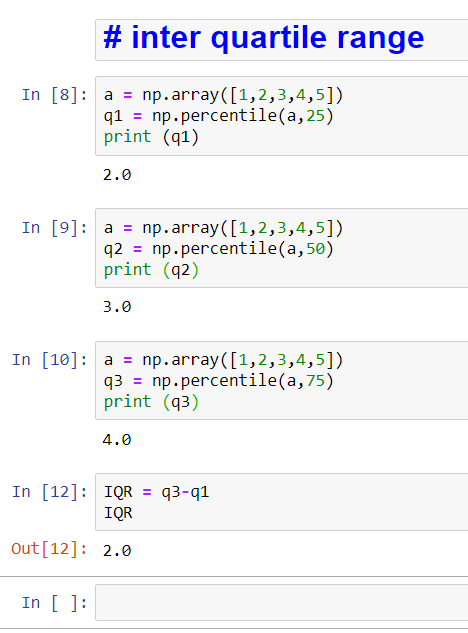 # inter quartile range
In [8]: a = np.array([1,2,3,4,5])
q1 = np.percentile(a,25)
print (q1)
2.0
In [9]: a = np.array([1,2,3,4,5])
q2 = np.percentile(a,50)
print (q2)
3.0
In [10]: a = np.array([1,2,3,4,5])
q3 = np.percentile(a,75)
print (q3)
4.0
In [12]: IQR = q3-q1
IQR
Out[12]: 2.0
In [ ]: